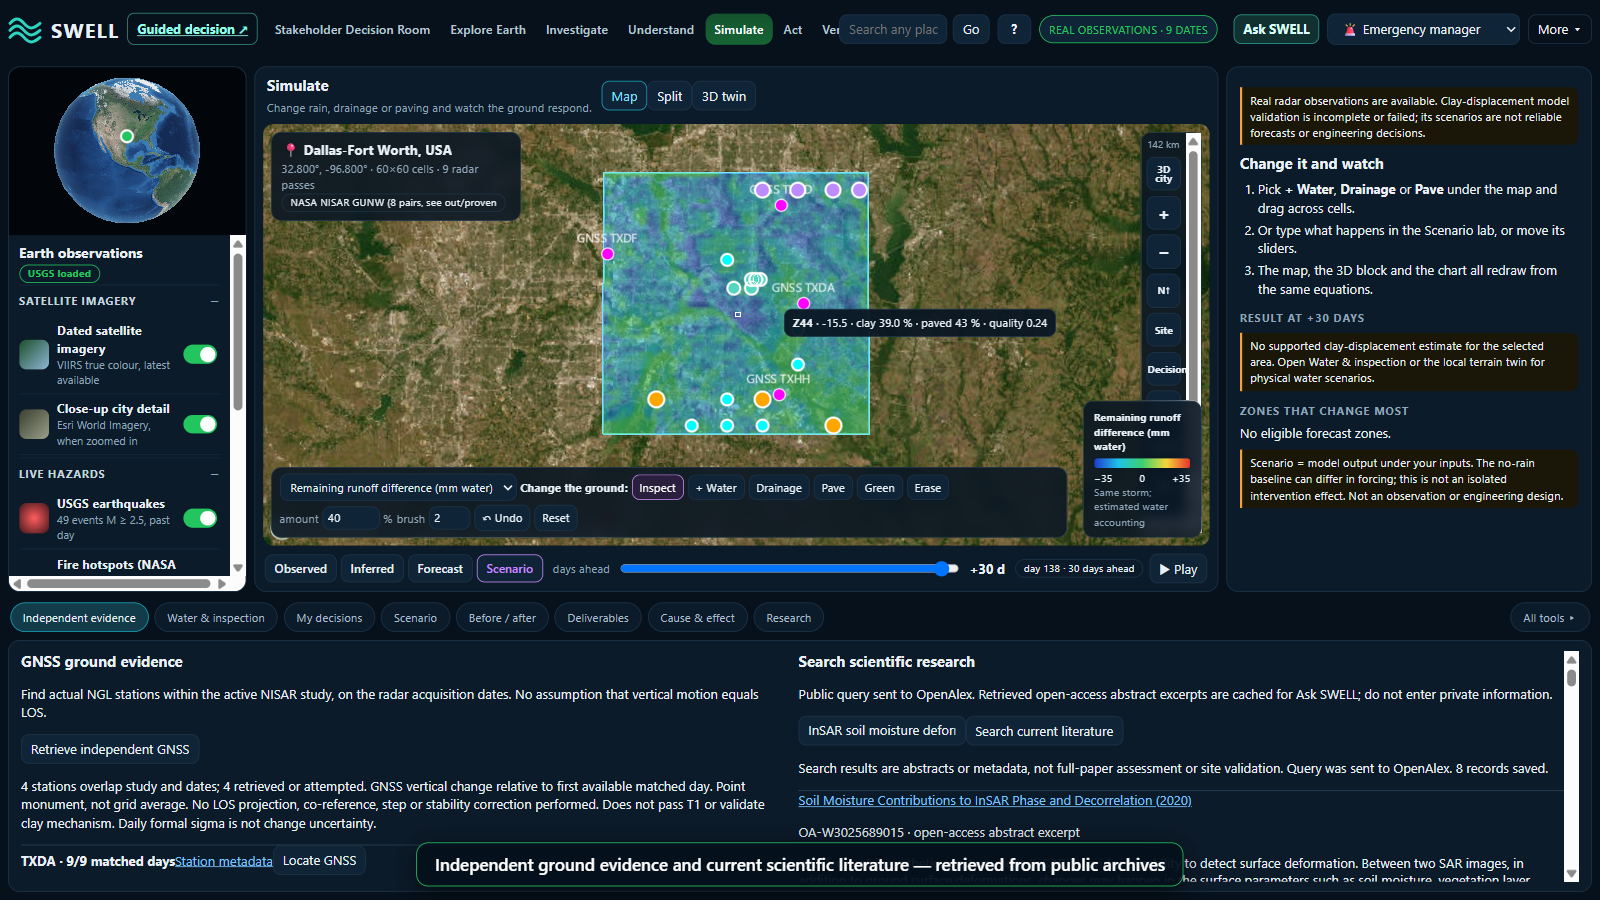 SWELL
Guided decision ↗
Stakeholder Decision Room
Explore Earth
Investigate
Understand
Simulate
Act
Ver
Search any plac
Go
?
REAL OBSERVATIONS · 9 DATES
Ask SWELL
🚨 Emergency manager
More ▾
Earth observations
USGS loaded
SATELLITE IMAGERY
Dated satellite
imagery
VIIRS true colour, latest
available
Close-up city detail
Esri World Imagery,
when zoomed in
LIVE HAZARDS
USGS earthquakes
49 events M ≥ 2.5, past
day
Fire hotspots (NASA
Simulate
Change rain, drainage or paving and watch the ground respond.
Map
Split
3D twin
📍 Dallas-Fort Worth, USA
32.800°, -96.800° · 60×60 cells · 9 radar
passes
NASA NISAR GUNW (8 pairs, see out/proven
GNSS TXDF
GNSS TXDA
GNSS TXHH
Z44 · -15.5 · clay 39.0 % · paved 43 % · quality 0.24
142 km
3D
city
+
−
N↑
Site
Decision
Remaining runoff
difference (mm
water)
−35 0 +35
Same storm;
estimated water
accounting
Remaining runoff difference (mm water)
Change the ground:
Inspect
+ Water
Drainage
Pave
Green
Erase
amount 40 % brush 2
↶ Undo
Reset
Observed
Inferred
Forecast
Scenario
days ahead
+30 d
day 138 · 30 days ahead
▶ Play
Real radar observations are available. Clay-displacement model
validation is incomplete or failed; its scenarios are not reliable
forecasts or engineering decisions.
Change it and watch
1. Pick + Water, Drainage or Pave under the map and
drag across cells.
2. Or type what happens in the Scenario lab, or move its
sliders.
3. The map, the 3D block and the chart all redraw from
the same equations.
RESULT AT +30 DAYS
No supported clay-displacement estimate for the selected
area. Open Water & inspection or the local terrain twin for
physical water scenarios.
ZONES THAT CHANGE MOST
No eligible forecast zones.
Scenario = model output under your inputs. The no-rain
baseline can differ in forcing; this is not an isolated
intervention effect. Not an observation or engineering design.
Independent evidence
Water & inspection
My decisions
Scenario
Before / after
Deliverables
Cause & effect
Research
All tools ▸
GNSS ground evidence
Find actual NGL stations within the active NISAR study, on the radar acquisition dates. No assumption that vertical motion equals
LOS.
Retrieve independent GNSS
4 stations overlap study and dates; 4 retrieved or attempted. GNSS vertical change relative to first available matched day. Point
monument, not grid average. No LOS projection, co-reference, step or stability correction performed. Does not pass T1 or validate
clay mechanism. Daily formal sigma is not change uncertainty.
TXDA · 9/9 matched days Station metadata Locate GNSS
Search scientific research
Public query sent to OpenAlex. Retrieved open-access abstract excerpts are cached for Ask SWELL; do not enter private information.
InSAR soil moisture defor
Search current literature
Search results are abstracts or metadata, not full-paper assessment or site validation. Query was sent to OpenAlex. 8 records saved.
Soil Moisture Contributions to InSAR Phase and Decorrelation (2020)
OA-W3025689015 · open-access abstract excerpt
to detect surface deformation. Between two SAR images, in
the surface parameters such as soil moisture, vegetation layer
Independent ground evidence and current scientific literature — retrieved from public archives